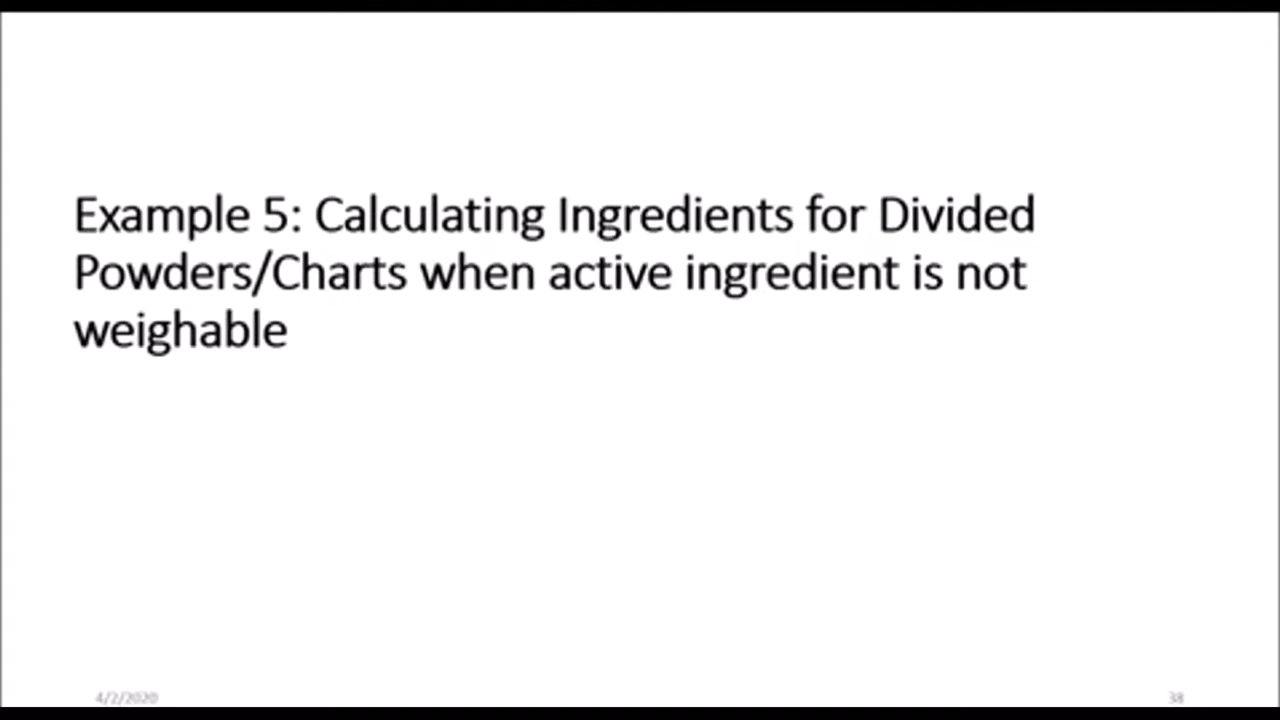 Example 5: Calculating Ingredients for Divided
Powders/Charts when active ingredient is not
weighable
4/2/2020
38